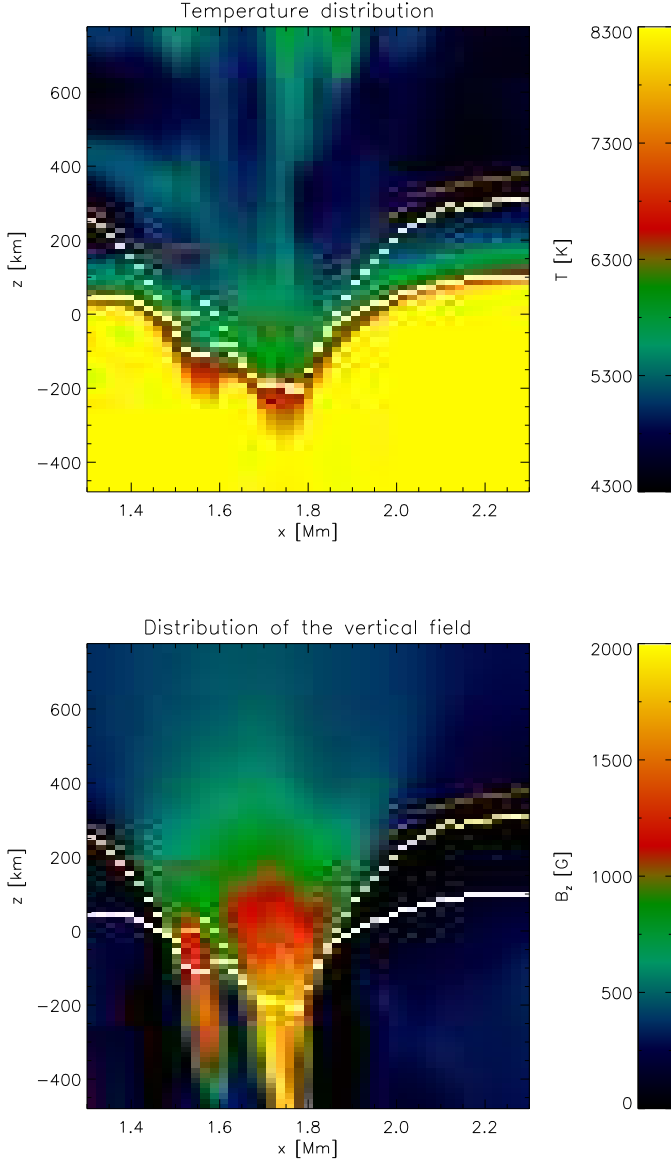 Temperature distribution
8300
600
7300
400
200
z [km]
T [K]
6300
0
5300
−200
−400
4300
1.4 1.6 1.8 2.0 2.2
x [Mm]
Distribution of the vertical field
2000
600
1500
400
200
z [km]
Bz [G]
1000
0
500
−200
−400
0
1.4 1.6 1.8 2.0 2.2
x [Mm]